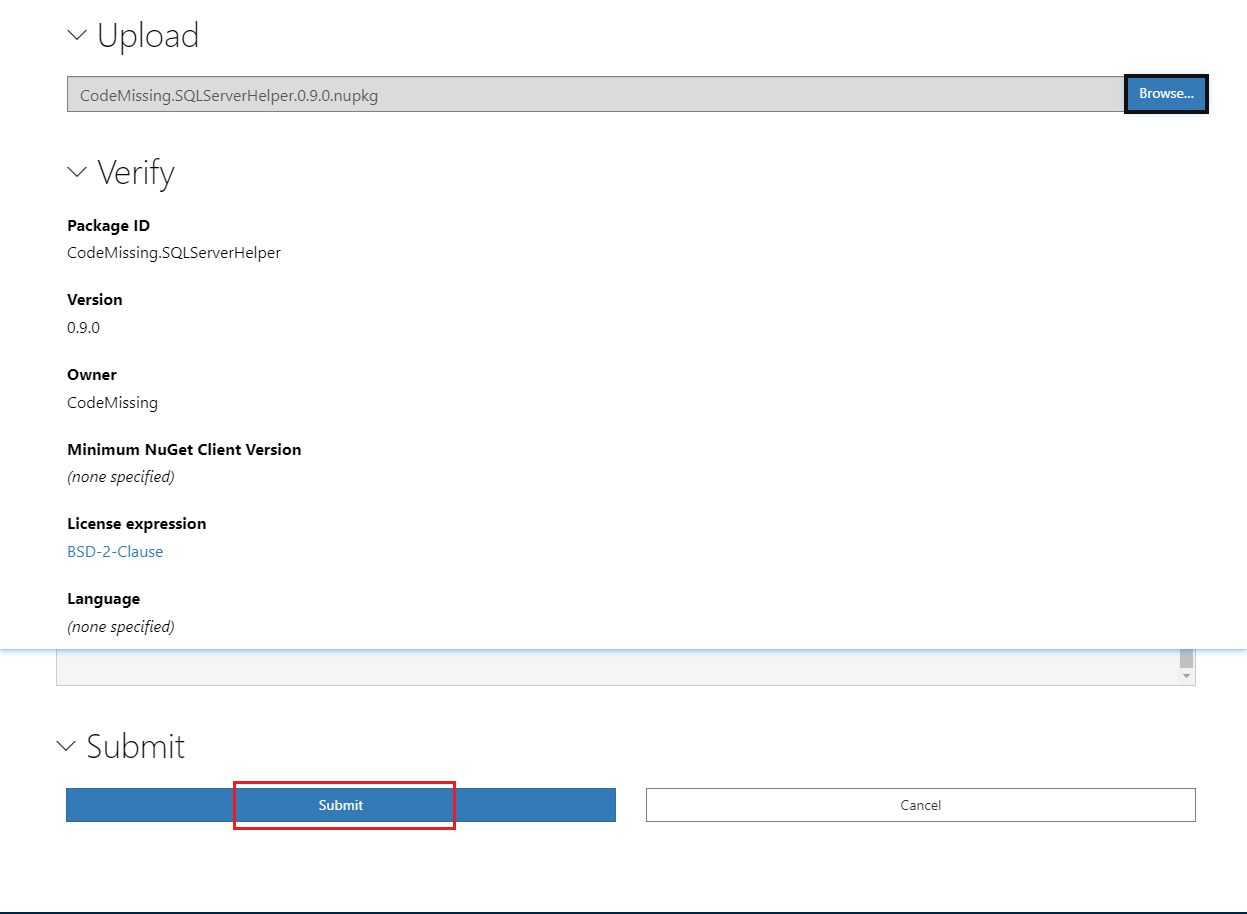 Upload
CodeMissing.SQLServerHelper.0.9.0.nupkg
Browse...
Verify
Package ID
CodeMissing.SQLServerHelper
Version
0.9.0
Owner
CodeMissing
Minimum NuGet Client Version
(none specified)
License expression
BSD-2-Clause
Language
(none specified)
Submit
Submit
Cancel